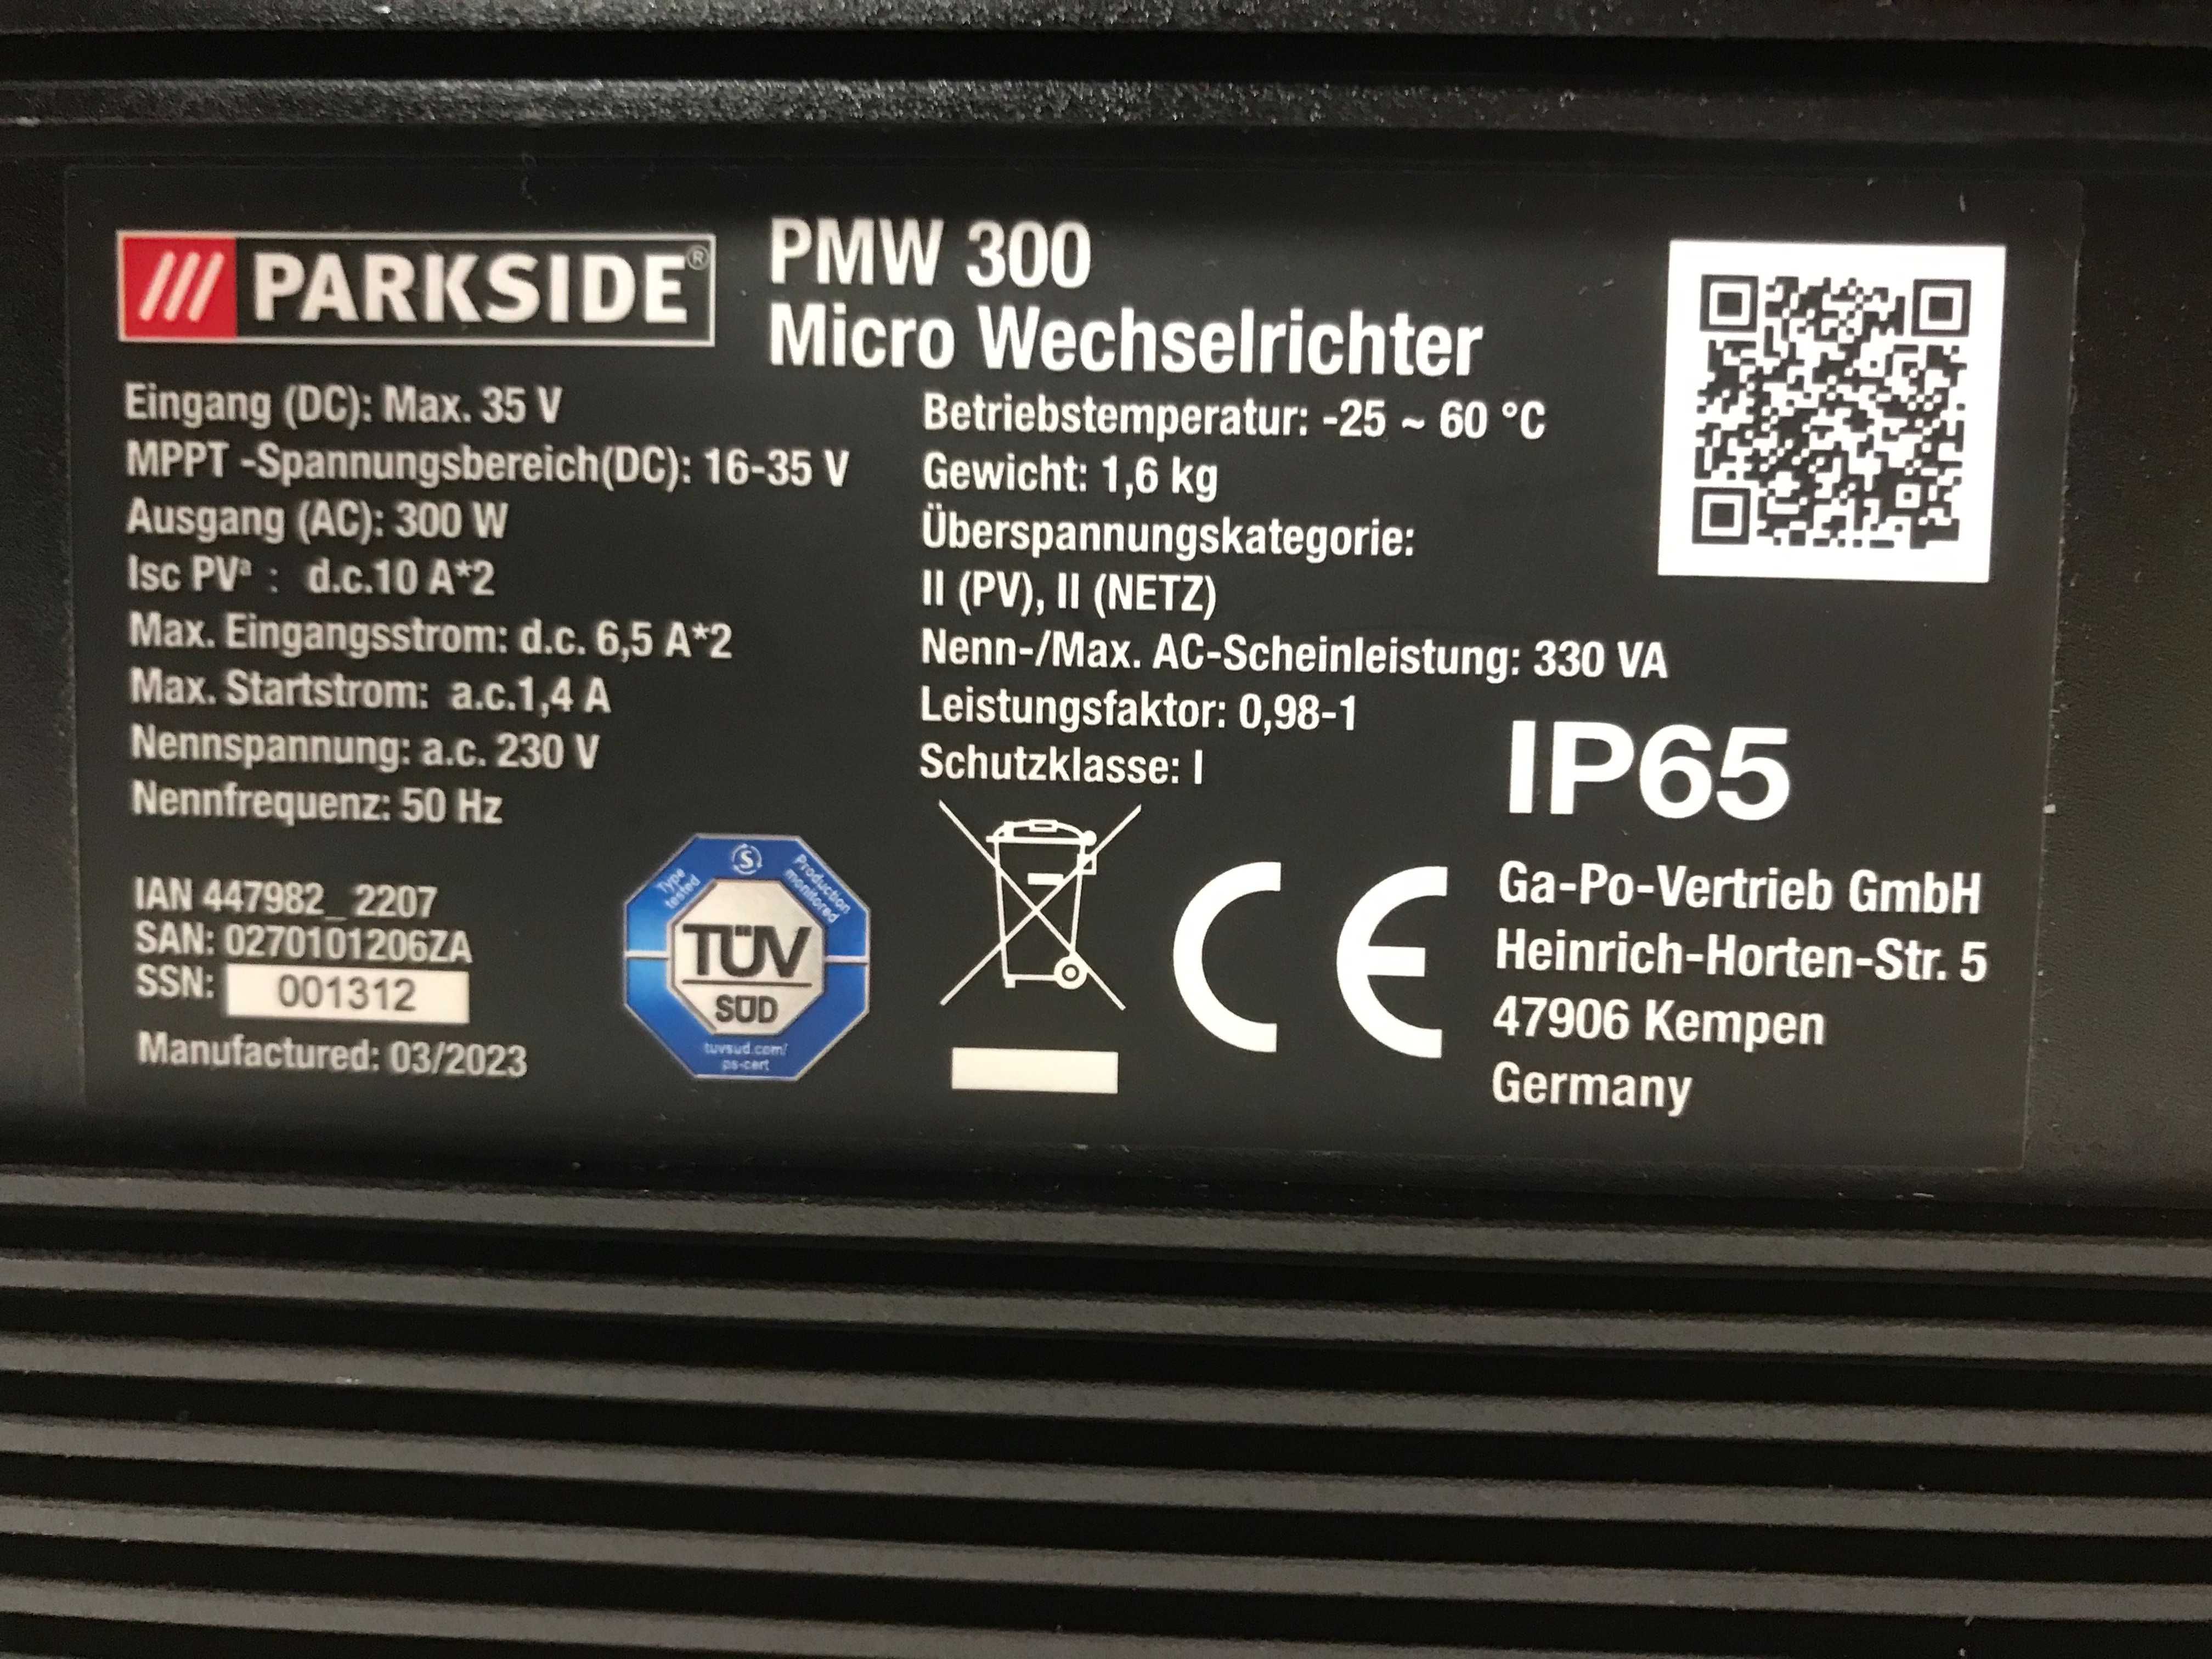 PARKSIDE®
PMW 300
Micro Wechselrichter
Eingang (DC): Max. 35 V
MPPT -Spannungsbereich(DC): 16-35 V
Ausgang (AC): 300 W
Isc PVª : d.c.10 A*2
Max. Eingangsstrom: d.c. 6,5 A*2
Max. Startstrom: a.c.1,4 A
Nennspannung: a.c. 230 V
Nennfrequenz: 50 Hz
IAN 447982_2207
SAN: 0270101206ZA
SSN: 001312
Manufactured: 03/2023
Betriebstemperatur: -25 ~ 60 °C
Gewicht: 1,6 kg
Überspannungskategorie:
II (PV), II (NETZ)
Nenn-/Max. AC-Scheinleistung: 330 VA
Leistungsfaktor: 0,98-1
Schutzklasse: I
Type
tested
S
Production
monitored
TÜV
SÜD
tuvsud.com/
ps-cert
CE
IP65
Ga-Po-Vertrieb GmbH
Heinrich-Horten-Str. 5
47906 Kempen
Germany